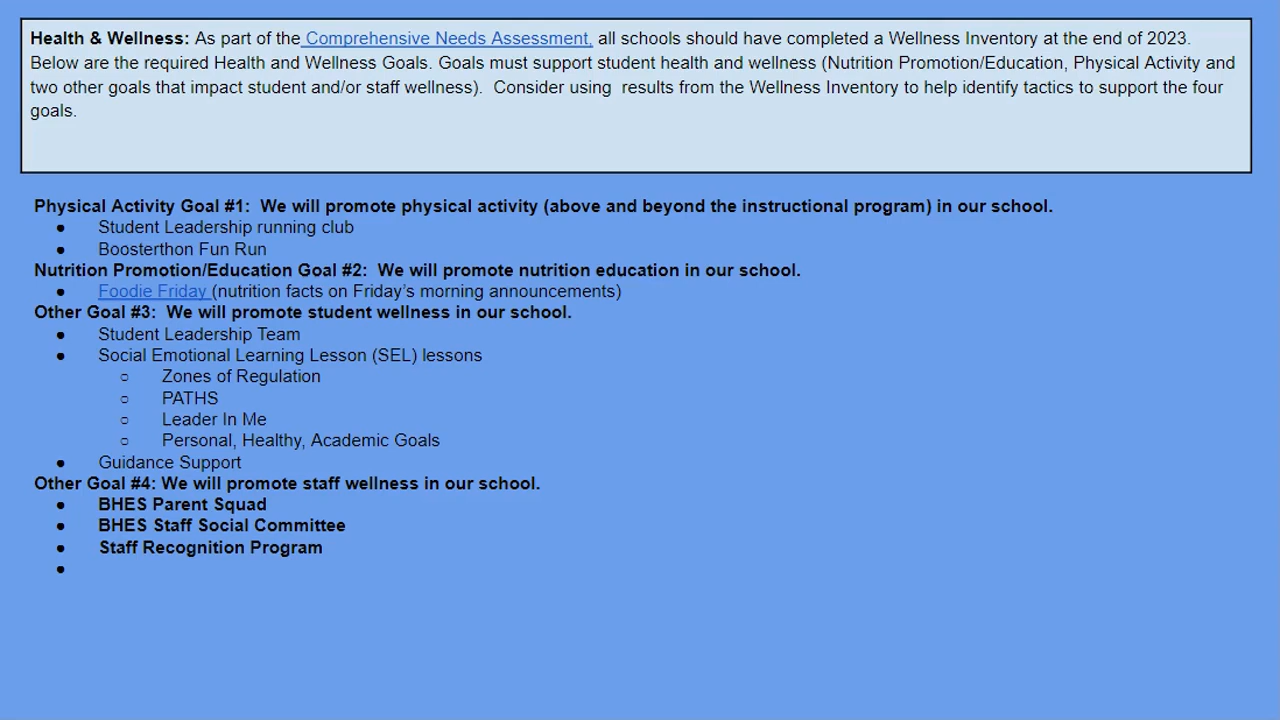 Health & Wellness: As part of the Comprehensive Needs Assessment, all schools should have completed a Wellness Inventory at the end of 2023.
Below are the required Health and Wellness Goals. Goals must support student health and wellness (Nutrition Promotion/Education, Physical Activity and
two other goals that impact student and/or staff wellness).  Consider using  results from the Wellness Inventory to help identify tactics to support the four
goals.
Physical Activity Goal #1:  We will promote physical activity (above and beyond the instructional program) in our school.
● Student Leadership running club
● Boosterthon Fun Run
Nutrition Promotion/Education Goal #2:  We will promote nutrition education in our school.
● Foodie Friday (nutrition facts on Friday’s morning announcements)
Other Goal #3:  We will promote student wellness in our school.
● Student Leadership Team
● Social Emotional Learning Lesson (SEL) lessons
○ Zones of Regulation
○ PATHS
○ Leader In Me
○ Personal, Healthy, Academic Goals
● Guidance Support
Other Goal #4: We will promote staff wellness in our school.
● BHES Parent Squad
● BHES Staff Social Committee
● Staff Recognition Program
●